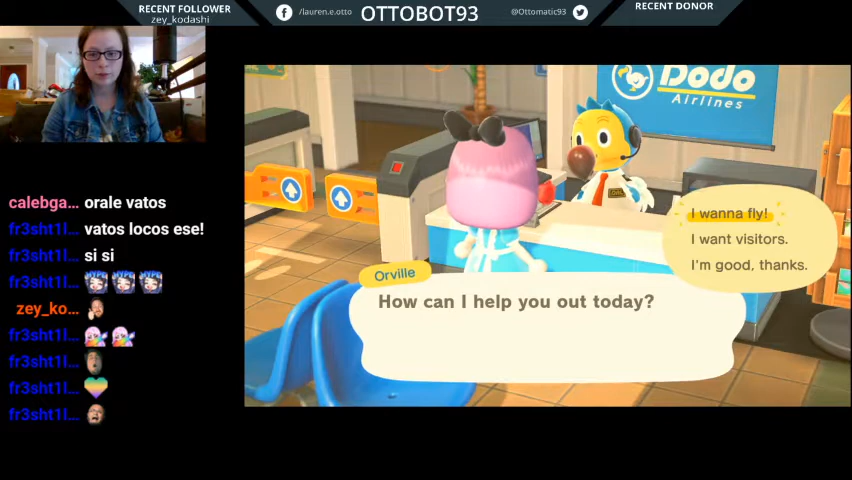 RECENT FOLLOWER
zey_kodashi
/lauren.e.otto
OTTOBOT93
@Ottomatic93
RECENT DONOR
Dodo
Airlines
calebga... orale vatos
fr3sht1l... vatos locos ese!
fr3sht1l... si si
fr3sht1l...
zey_ko...
fr3sht1l...
fr3sht1l...
fr3sht1l...
fr3sht1l...
I wanna fly!
I want visitors.
I'm good, thanks.
Orville
How can I help you out today?